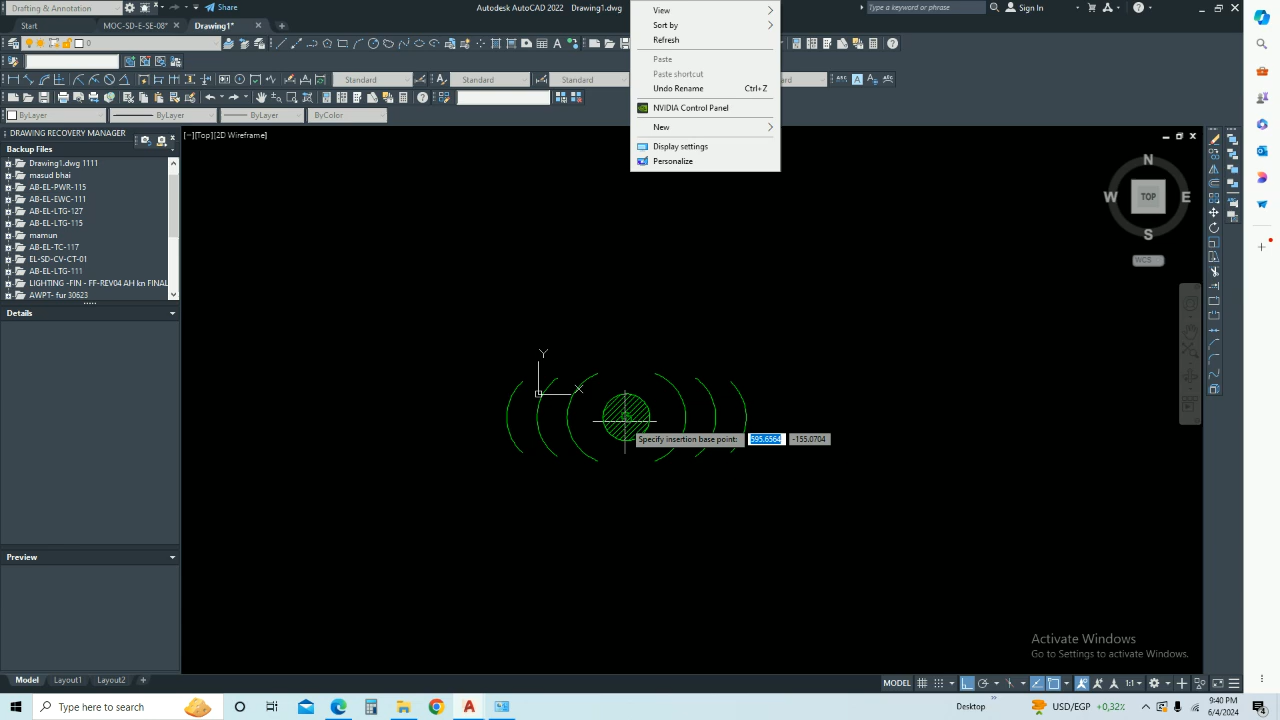 Drafting & Annotation
Share
Autodesk AutoCAD 2022 Drawing1.dwg
Type a keyword or phrase
Sign In
Start
MOC-SD-E-SE-08*
Drawing1*
0
Standard
Standard
Standard
ByLayer
ByLayer
ByLayer
ByColor
View
Sort by
Refresh
Paste
Paste shortcut
Undo Rename Ctrl+Z
NVIDIA Control Panel
New
Display settings
Personalize
DRAWING RECOVERY MANAGER
Backup Files
Drawing1.dwg 1111
masud bhai
AB-EL-PWR-115
AB-EL-EWC-111
AB-EL-LTG-127
AB-EL-LTG-115
mamun
AB-EL-TC-117
EL-SD-CV-CT-01
AB-EL-LTG-111
LIGHTING -FIN - FF-REV04 AH kn FINAL
AWPT- fur 30623
Details
Preview
[−][Top][2D Wireframe]
N
W TOP E
S
WCS
Y
X
Specify insertion base point: 595.6564 -155.0704
Activate Windows
Go to Settings to activate Windows.
Model Layout1 Layout2
MODEL
1:1
Type here to search
Desktop
USD/EGP +0,32%
9:40 PM
6/4/2024
4